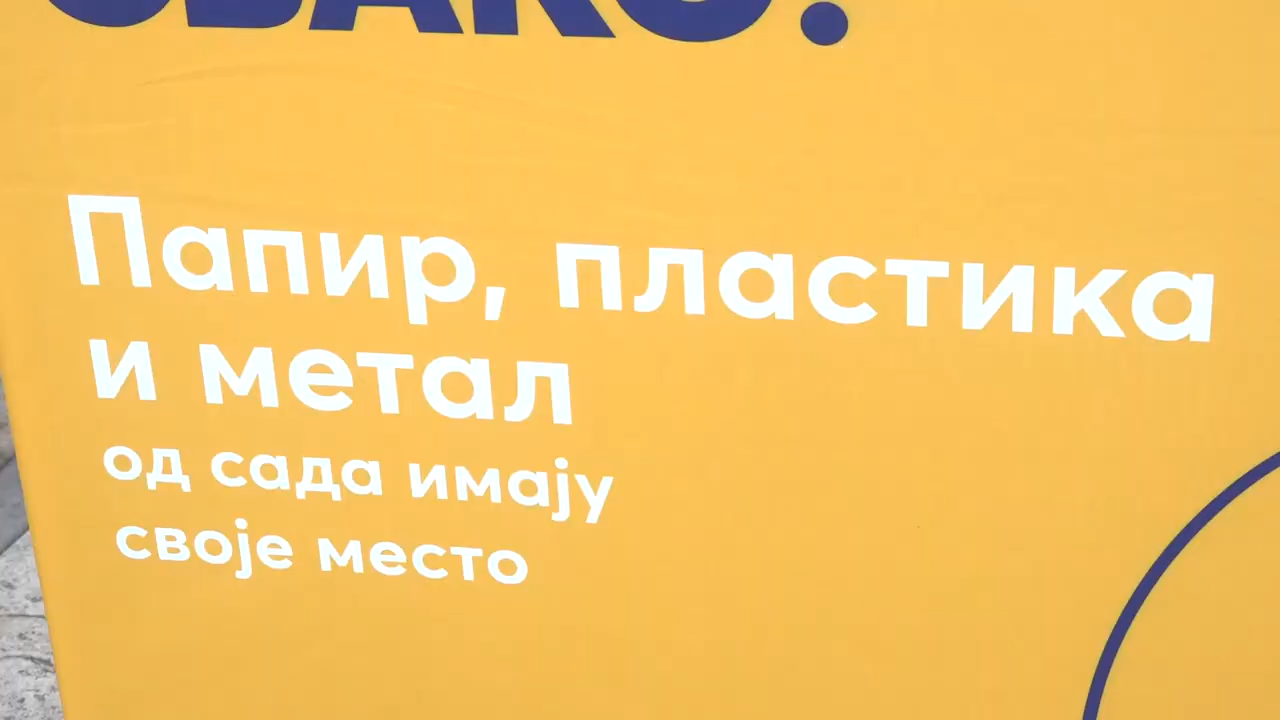 Папир, пластика
и метал
од сада имају
своје место